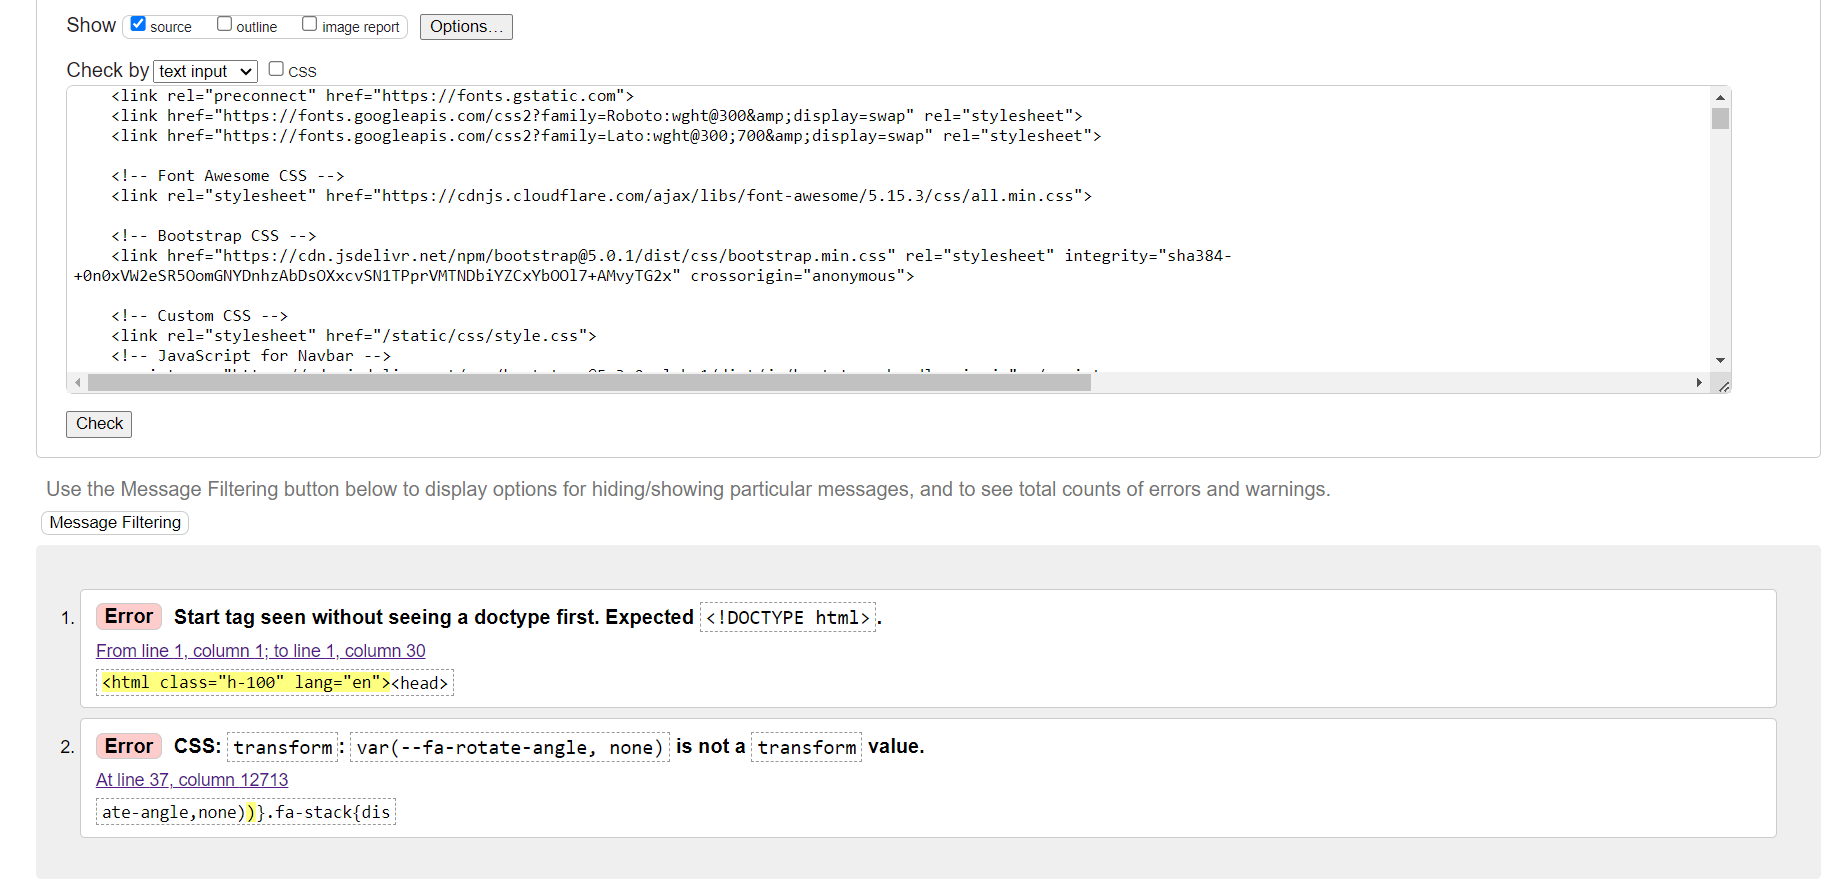 Show source outline image report Options...
Check by text input CSS
<link rel="preconnect" href="https://fonts.gstatic.com">
<link href="https://fonts.googleapis.com/css2?family=Roboto:wght@300&amp;display=swap" rel="stylesheet">
<link href="https://fonts.googleapis.com/css2?family=Lato:wght@300;700&amp;display=swap" rel="stylesheet">
<!-- Font Awesome CSS -->
<link rel="stylesheet" href="https://cdnjs.cloudflare.com/ajax/libs/font-awesome/5.15.3/css/all.min.css">
<!-- Bootstrap CSS -->
<link href="https://cdn.jsdelivr.net/npm/bootstrap@5.0.1/dist/css/bootstrap.min.css" rel="stylesheet" integrity="sha384-
+0n0xVW2eSR5OomGNYDnhzAbDsOXxcvSN1TPprVMTNDbiYZCxYbOOl7+AMvyTG2x" crossorigin="anonymous">
<!-- Custom CSS -->
<link rel="stylesheet" href="/static/css/style.css">
<!-- JavaScript for Navbar -->
Check
Use the Message Filtering button below to display options for hiding/showing particular messages, and to see total counts of errors and warnings.
Message Filtering
1. Error Start tag seen without seeing a doctype first. Expected <!DOCTYPE html>.
From line 1, column 1; to line 1, column 30
<html class="h-100" lang="en"><head>
2. Error CSS: transform: var(--fa-rotate-angle, none) is not a transform value.
At line 37, column 12713
ate-angle,none))}.fa-stack{dis